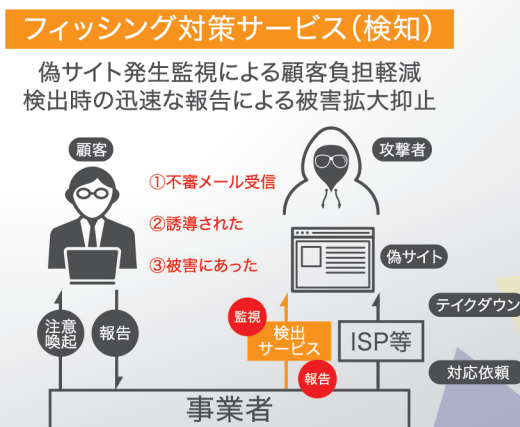 フィッシング対策サービス（検知）
偽サイト発生監視による顧客負担軽減
検出時の迅速な報告による被害拡大抑止
顧客
攻撃者
①不審メール受信
②誘導された
③被害にあった
偽サイト
テイクダウン
監視
注意
喚起
報告
検出
サービス
ISP等
報告
対応依頼
事業者